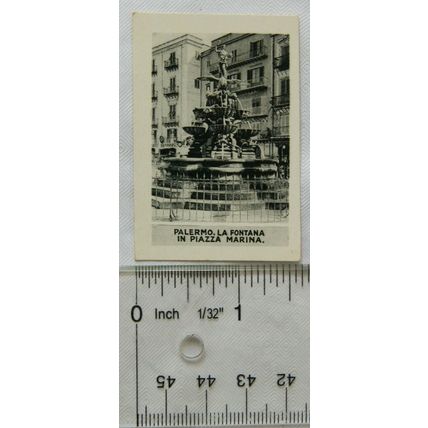 PALERMO. LA FONTANA
IN PIAZZA MARINA.
0 Inch 1/32" 1
45 44 43 42